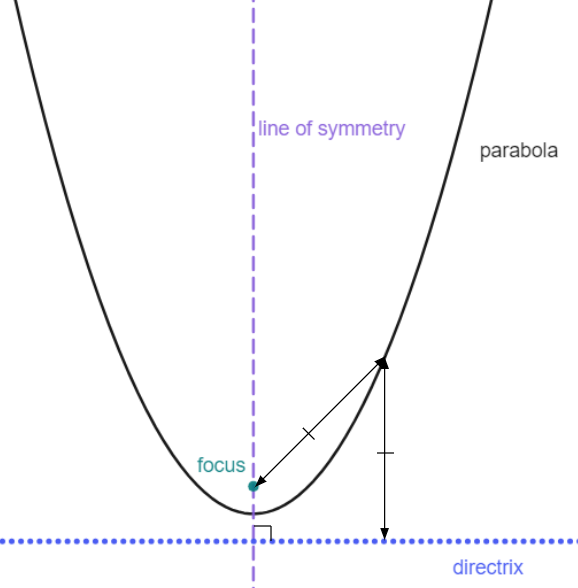 line of symmetry
parabola
focus
directrix